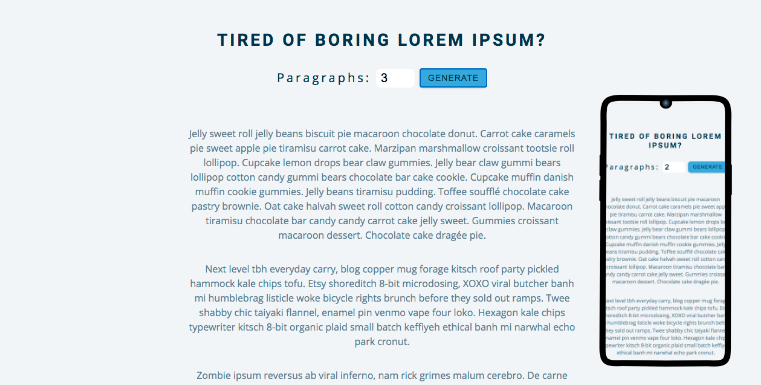 TIRED OF BORING LOREM IPSUM?
Paragraphs: 3 GENERATE
Jelly sweet roll jelly beans biscuit pie macaroon chocolate donut. Carrot cake caramels
pie sweet apple pie tiramisu carrot cake. Marzipan marshmallow croissant tootsie roll
lollipop. Cupcake lemon drops bear claw gummies. Jelly bear claw gummi bears
lollipop cotton candy gummi bears chocolate bar cake cookie. Cupcake muffin danish
muffin cookie gummies. Jelly beans tiramisu pudding. Toffee soufflé chocolate cake
pastry brownie. Oat cake halvah sweet roll cotton candy croissant lollipop. Macaroon
tiramisu chocolate bar candy candy carrot cake jelly sweet. Gummies croissant
macaroon dessert. Chocolate cake dragée pie.
Next level tbh everyday carry, blog copper mug forage kitsch roof party pickled
hammock kale chips tofu. Etsy shoreditch 8-bit microdosing, XOXO viral butcher banh
mi humblebrag listicle woke bicycle rights brunch before they sold out ramps. Twee
shabby chic taiyaki flannel, enamel pin venmo vape four loko. Hexagon kale chips
typewriter kitsch 8-bit organic plaid small batch keffiyeh ethical banh mi narwhal echo
park cronut.
Zombie ipsum reversus ab viral inferno, nam rick grimes malum cerebro. De carne
TIRED OF BORING LOREM
IPSUM?
aragraphs: 2 GENERATE
Jelly sweet roll jelly beans biscuit pie macaroon
chocolate donut. Carrot cake caramels pie sweet app
pie tiramisu carrot cake. Marzipan marshmallow
roissant tootsie roll lollipop. Cupcake lemon drops b
claw gummies. Jelly bear claw gummi bears lollipop
otton candy gummi bears chocolate bar cake cookie
Cupcake muffin danish muffin cookie gummies. Jelly
beans tiramisu pudding. Toffee soufflé chocolate cak
astry brownie. Oat cake halvah sweet roll cotton can
croissant lollipop. Macaroon tiramisu chocolate bar
ndy candy carrot cake jelly sweet. Gummies croissa
macaroon dessert. Chocolate cake dragée pie.
ext level tbh everyday carry, blog copper mug forag
kitsch roof party pickled hammock kale chips tofu. Etsy
shoreditch 8-bit microdosing, XOXO viral butcher banh
mi humblebrag listicle woke bicycle rights brunch befor
they sold out ramps. Twee shabby chic taiyaki flannel,
enamel pin venmo vape four loko. Hexagon kale chips
ypewriter kitsch 8-bit organic plaid small batch keffiy
ethical banh mi narwhal echo park cronut.